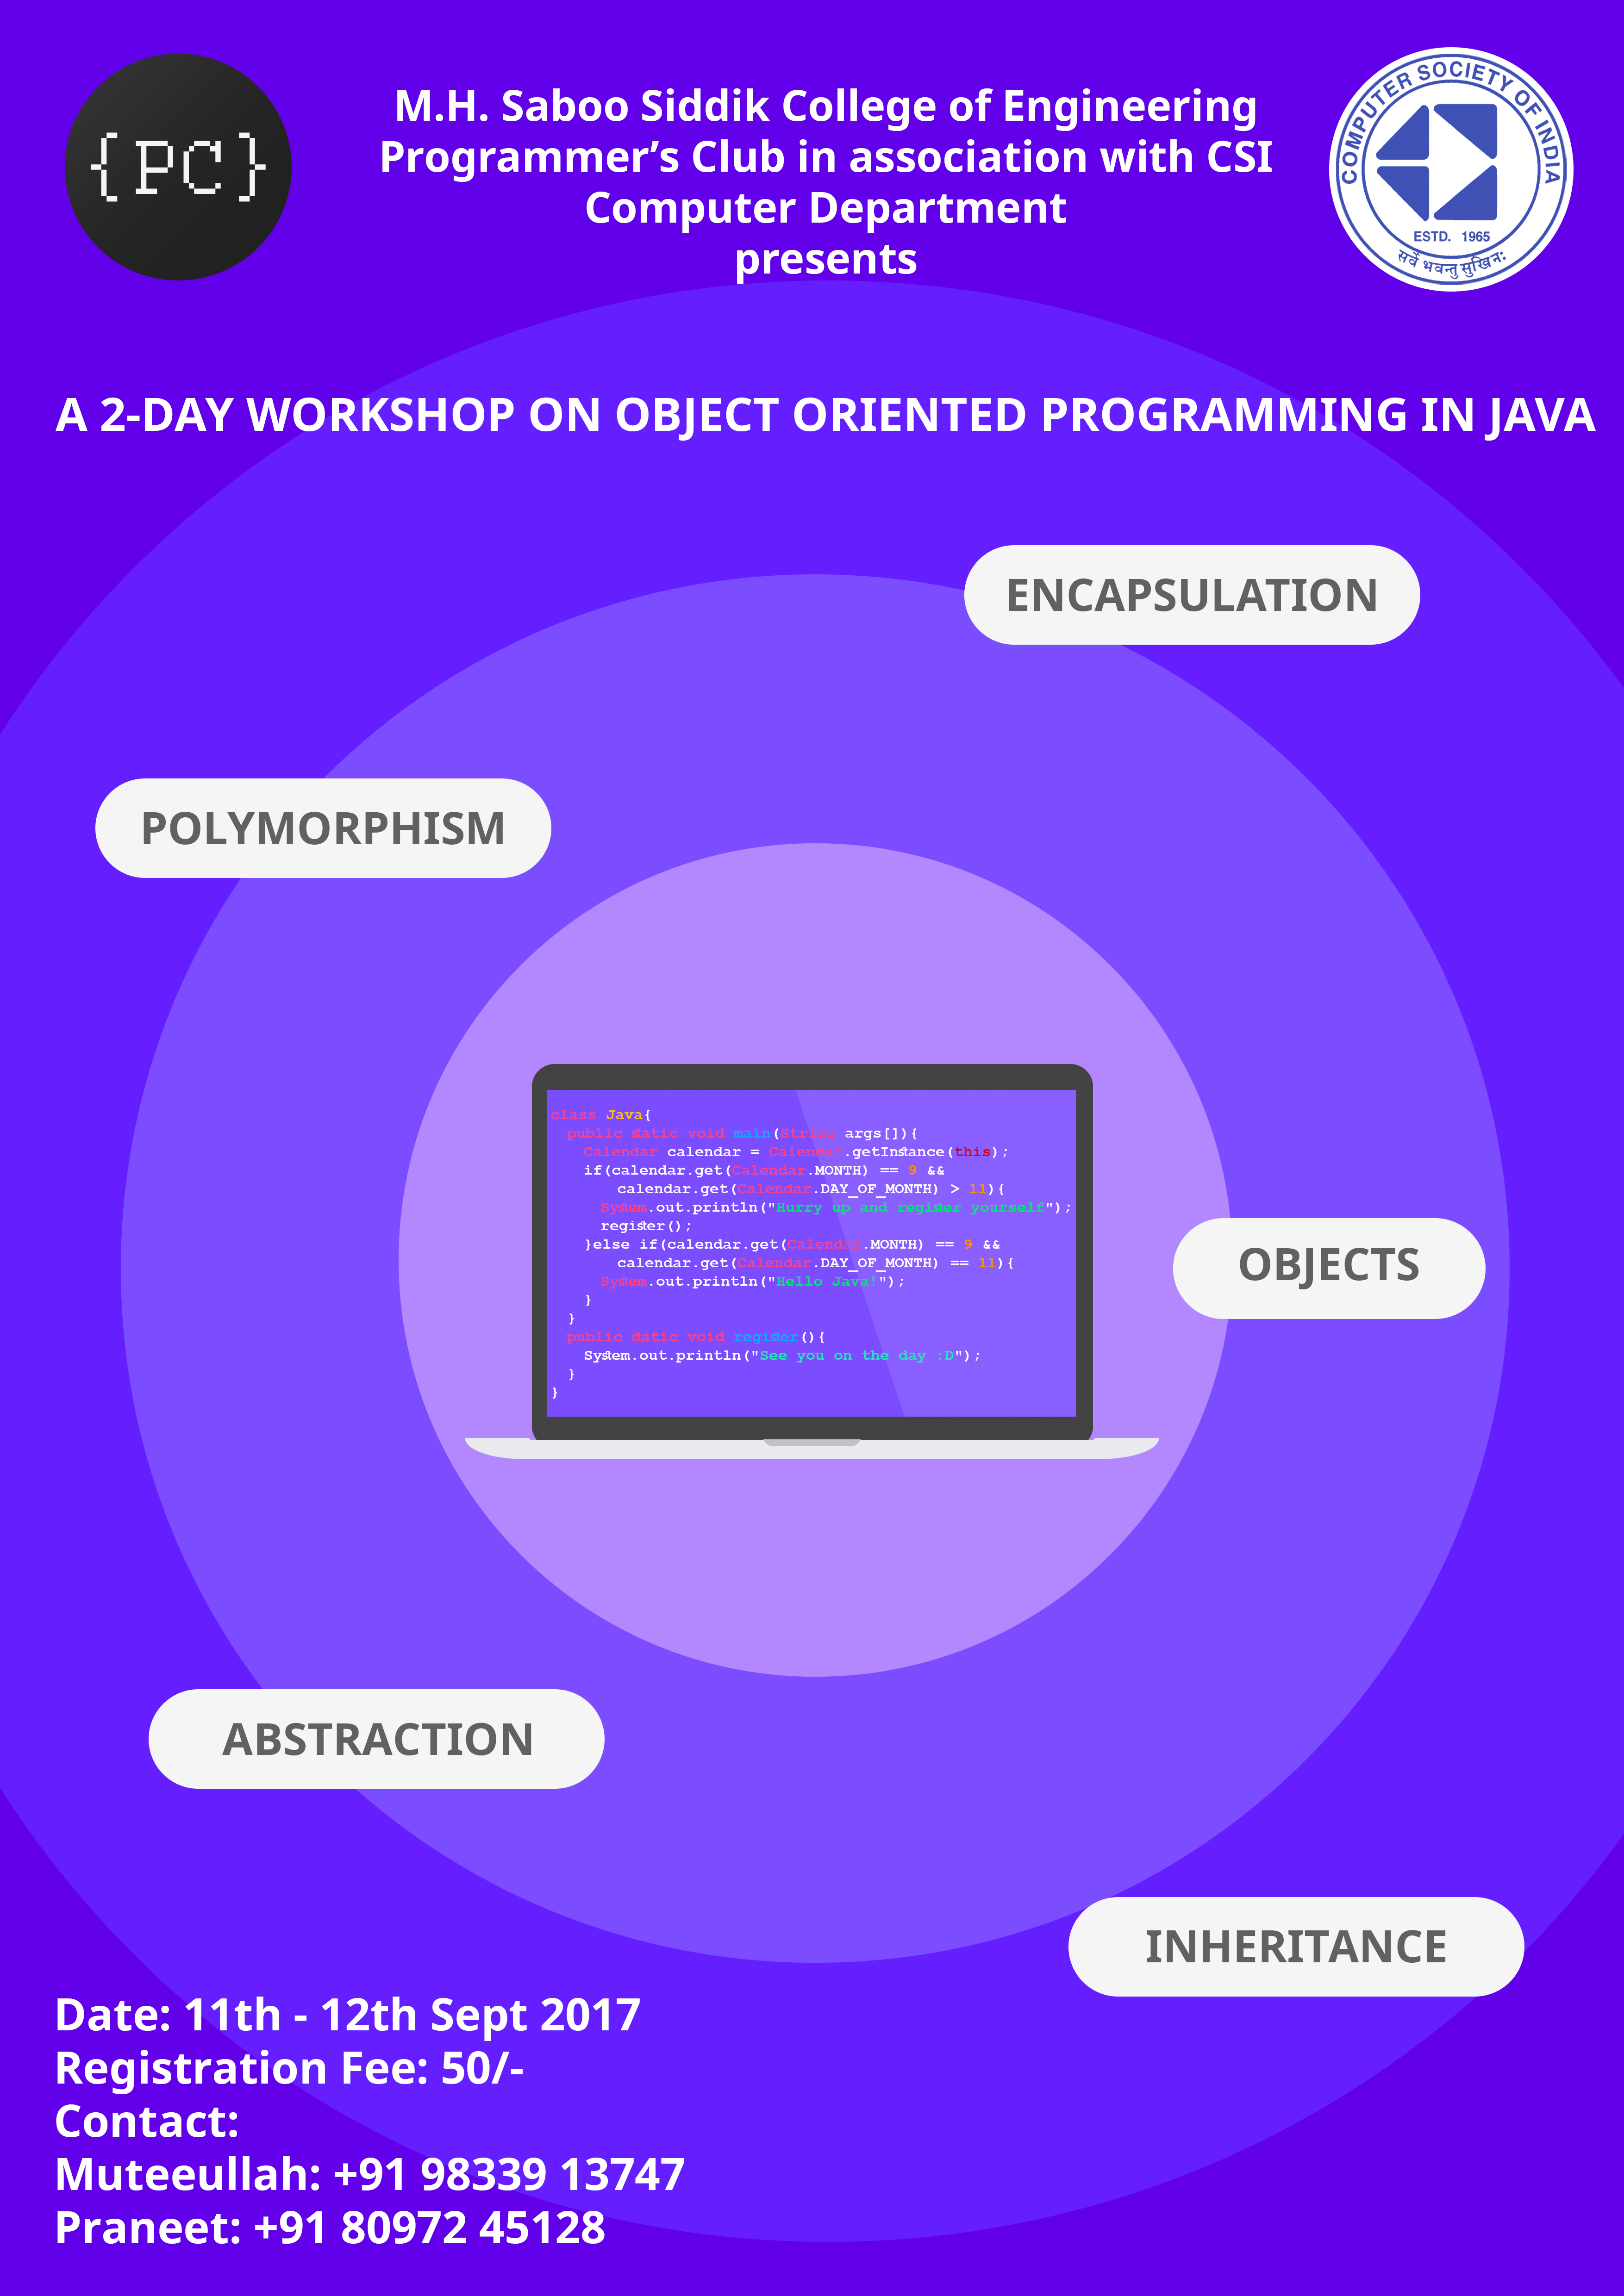 {PC}
M.H. Saboo Siddik College of Engineering
Programmer’s Club in association with CSI
Computer Department
presents
COMPUTER SOCIETY OF INDIA
ESTD. 1965
सर्वे भवन्तु सुखिनः
A 2-DAY WORKSHOP ON OBJECT ORIENTED PROGRAMMING IN JAVA
ENCAPSULATION
POLYMORPHISM
class Java{
public static void main(String args[]){
Calendar calendar = Calendar.getInstance(this);
if(calendar.get(Calendar.MONTH) == 9 &&
calendar.get(Calendar.DAY_OF_MONTH) > 11){
System.out.println("Hurry up and register yourself");
register();
}else if(calendar.get(Calendar.MONTH) == 9 &&
calendar.get(Calendar.DAY_OF_MONTH) == 11){
System.out.println("Hello Java!");
}
}
public static void register(){
System.out.println("See you on the day :D");
}
}
OBJECTS
ABSTRACTION
INHERITANCE
Date: 11th - 12th Sept 2017
Registration Fee: 50/-
Contact:
Muteeullah: +91 98339 13747
Praneet: +91 80972 45128